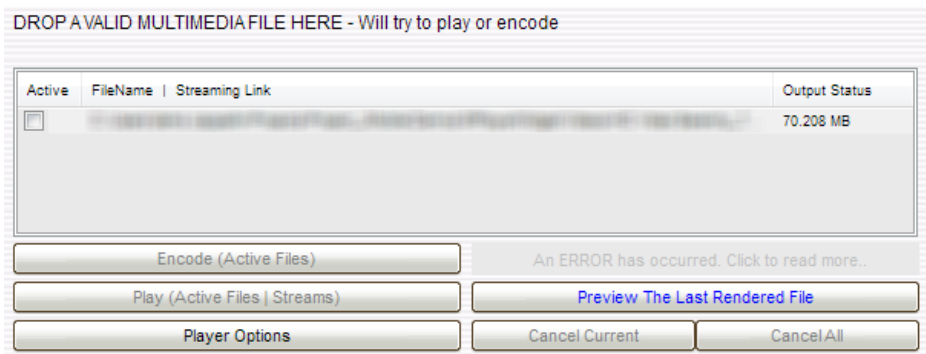 DROP A VALID MULTIMEDIA FILE HERE - Will try to play or encode
Active FileName | Streaming Link Output Status
70.208 MB
Encode (Active Files) An ERROR has occurred. Click to read more..
Play (Active Files | Streams) Preview The Last Rendered File
Player Options Cancel Current Cancel All